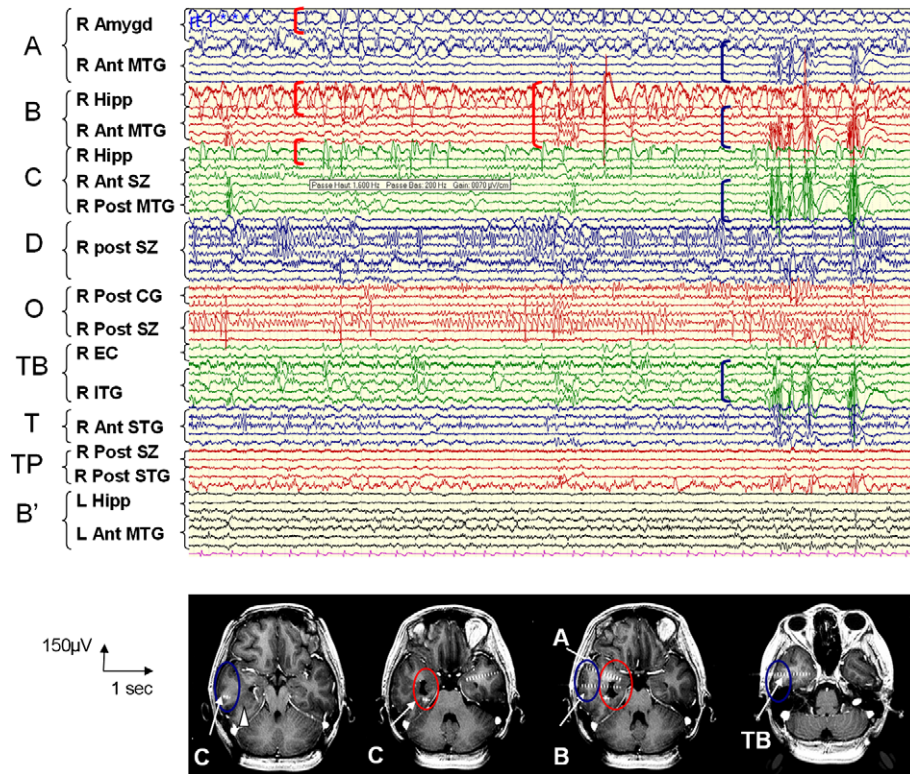 A
R Amygd
R Ant MTG
B
R Hipp
R Ant MTG
C
R Hipp
R Ant SZ
R Post MTG
Passe Haut 1.600 Hz Passe Bas: 200 Hz Gain: 0070 µV/cm
D
R post SZ
O
R Post CG
R Post SZ
TB
R EC
R ITG
T
R Ant STG
TP
R Post SZ
R Post STG
B'
L Hipp
L Ant MTG
150µV
1 sec
C
C
A
B
TB